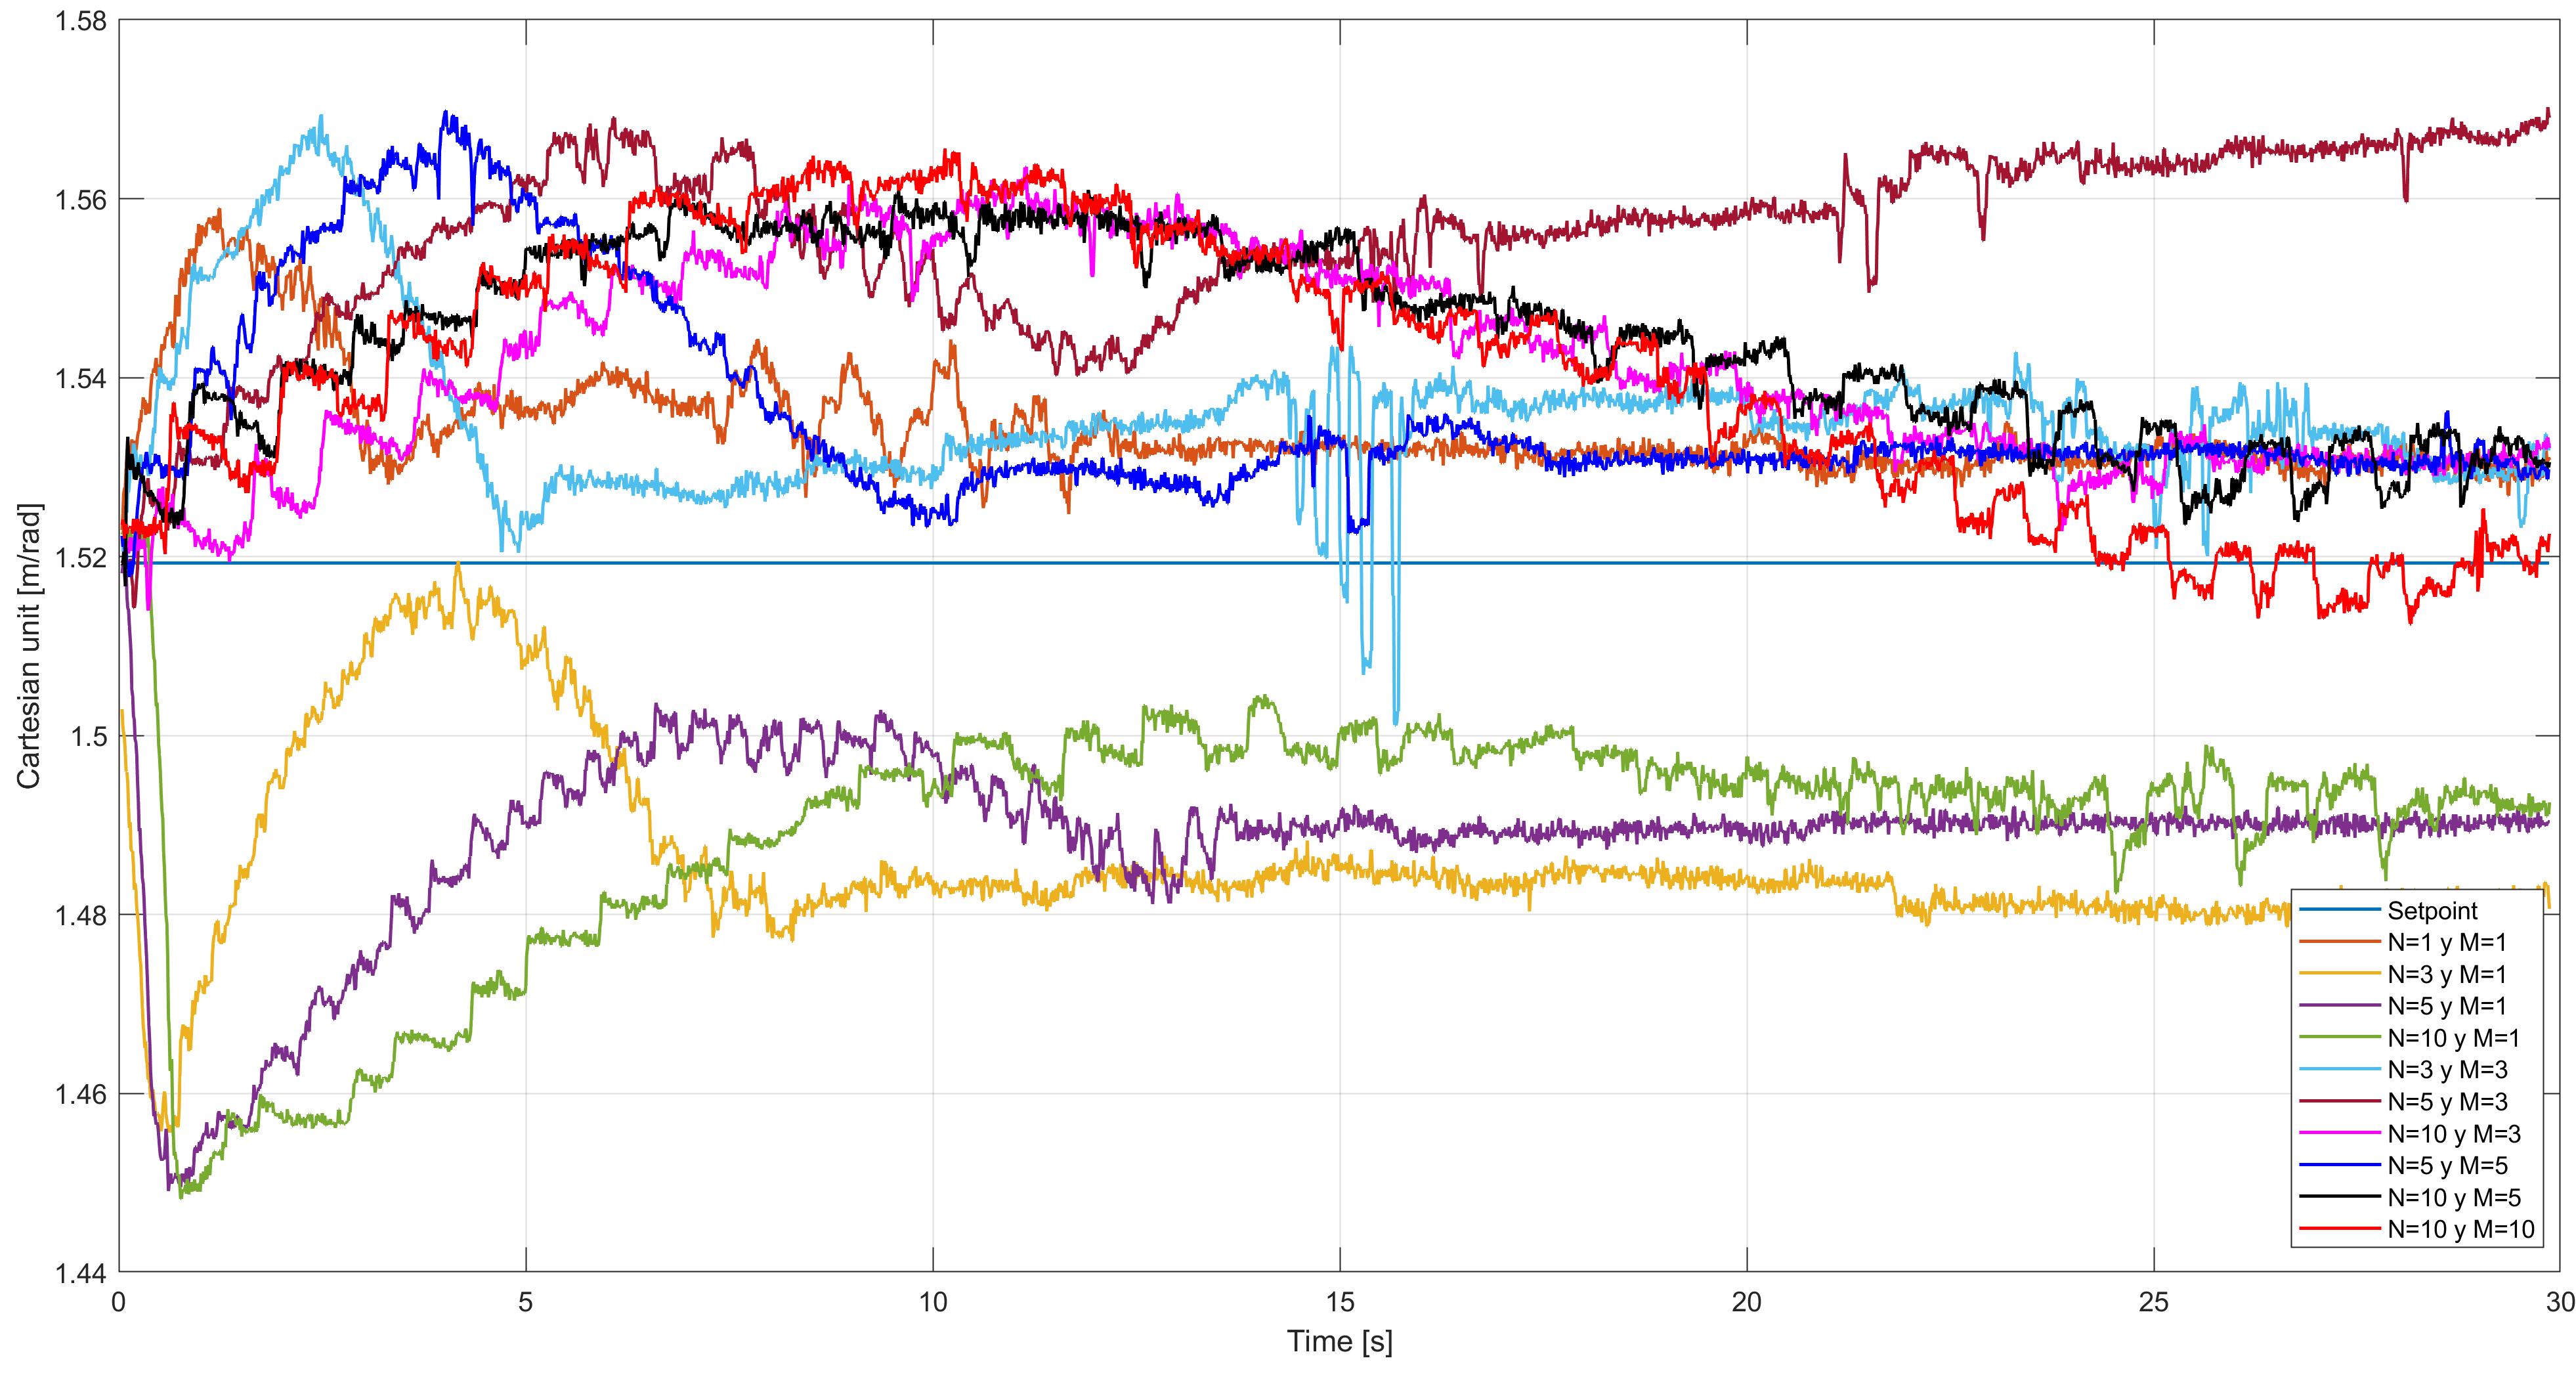 1.58
1.56
1.54
1.52
1.5
1.48
1.46
1.44
Cartesian unit [m/rad]
0
5
10
15
20
25
30
Time [s]
Setpoint
N=1 y M=1
N=3 y M=1
N=5 y M=1
N=10 y M=1
N=3 y M=3
N=5 y M=3
N=10 y M=3
N=5 y M=5
N=10 y M=5
N=10 y M=10